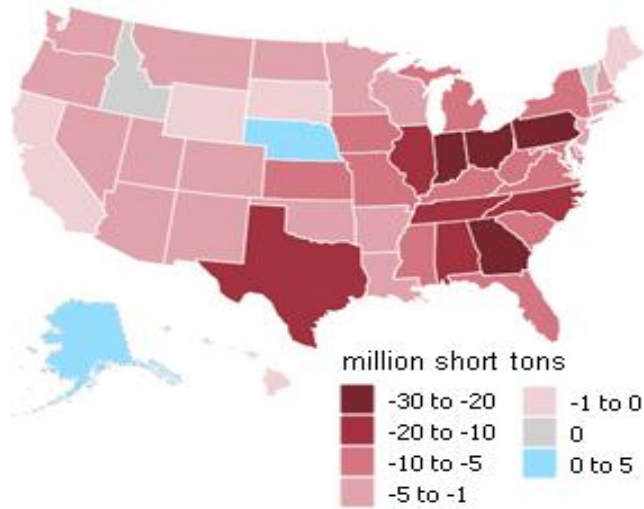 million short tons
-30 to -20
-20 to -10
-10 to -5
-5 to -1
-1 to 0
0
0 to 5